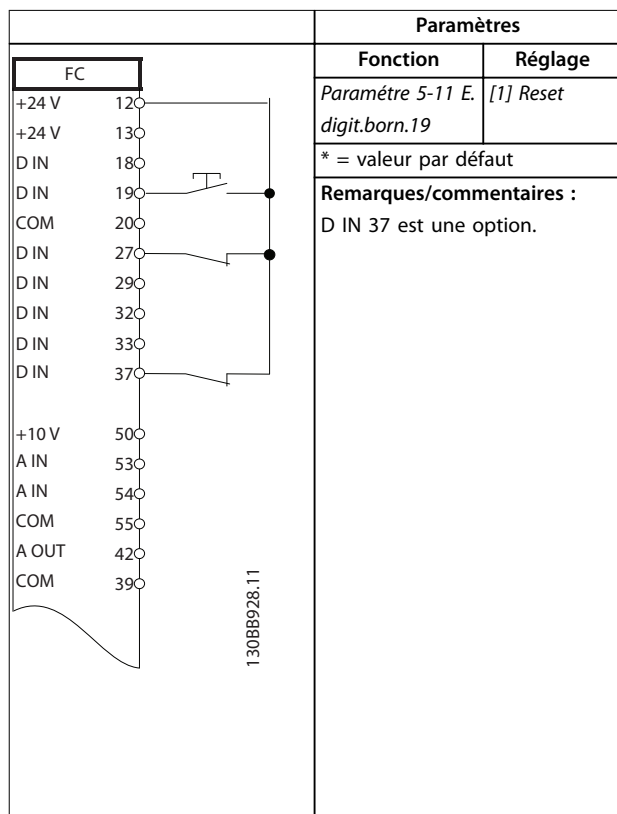 Paramètres
Fonction Réglage
Paramétre 5-11 E. [1] Reset
digit.born.19
* = valeur par défaut
Remarques/commentaires :
D IN 37 est une option.
FC
+24 V 12
+24 V 13
D IN 18
D IN 19
COM 20
D IN 27
D IN 29
D IN 32
D IN 33
D IN 37
+10 V 50
A IN 53
A IN 54
COM 55
A OUT 42
COM 39
130BB928.11